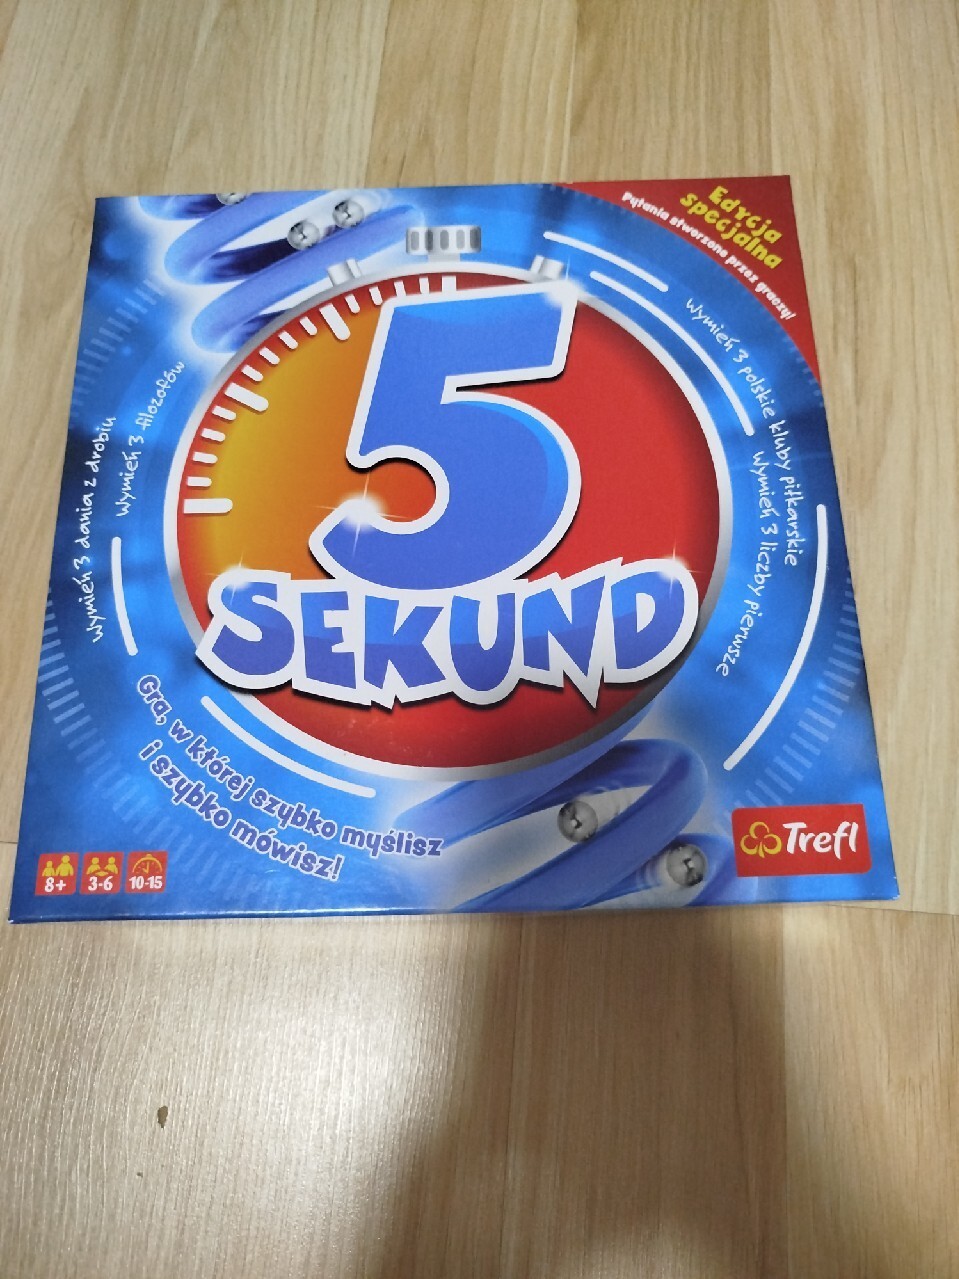 Edycja
specjalna
Pytania stworzone przez graczy!
Wymień 3 polskie kluby piłkarskie
Wymień 3 liczby pierwsze
Wymień 3 filozofów
Wymień 3 dania z drobiu
5
SEKUND
Gra, w której szybko myślisz
i szybko mówisz!
8+
3-6
10-15
Trefl